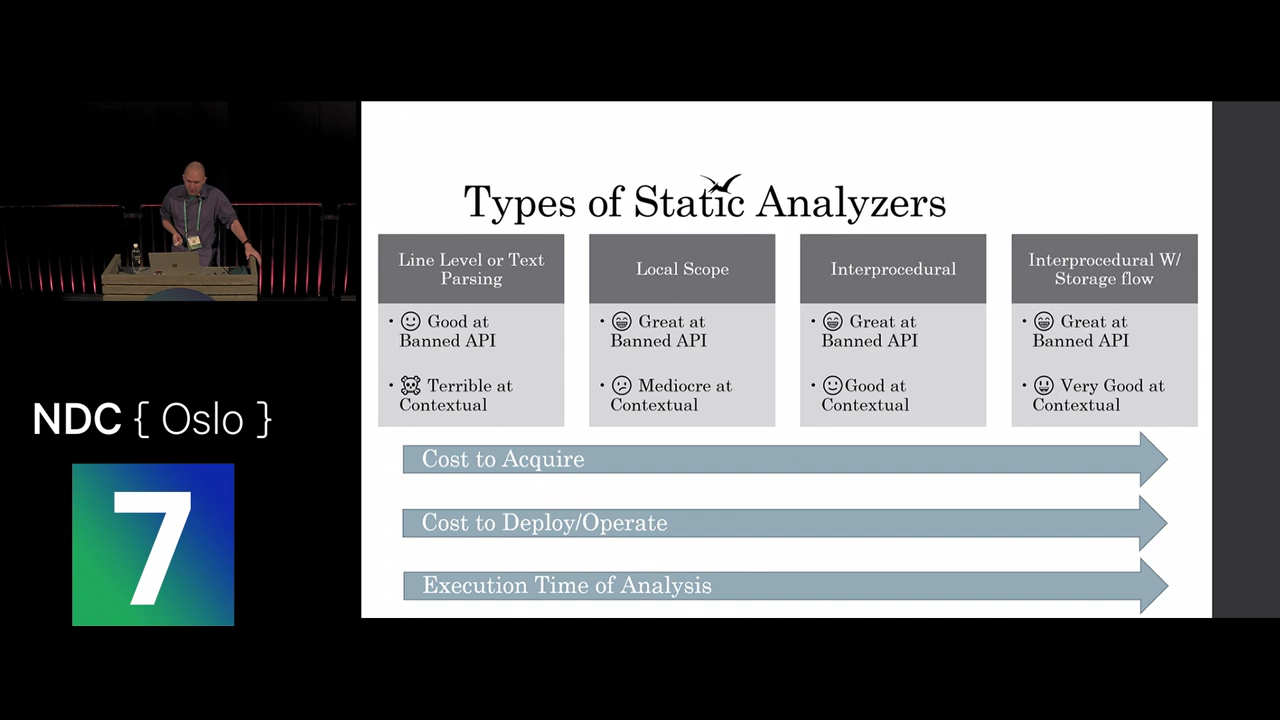 Types of Static Analyzers
Line Level or Text
Parsing
• Good at
Banned API
• Terrible at
Contextual
Local Scope
• Great at
Banned API
• Mediocre at
Contextual
Interprocedural
• Great at
Banned API
• Good at
Contextual
Interprocedural W/
Storage flow
• Great at
Banned API
• Very Good at
Contextual
Cost to Acquire
Cost to Deploy/Operate
Execution Time of Analysis
NDC { Oslo }
7